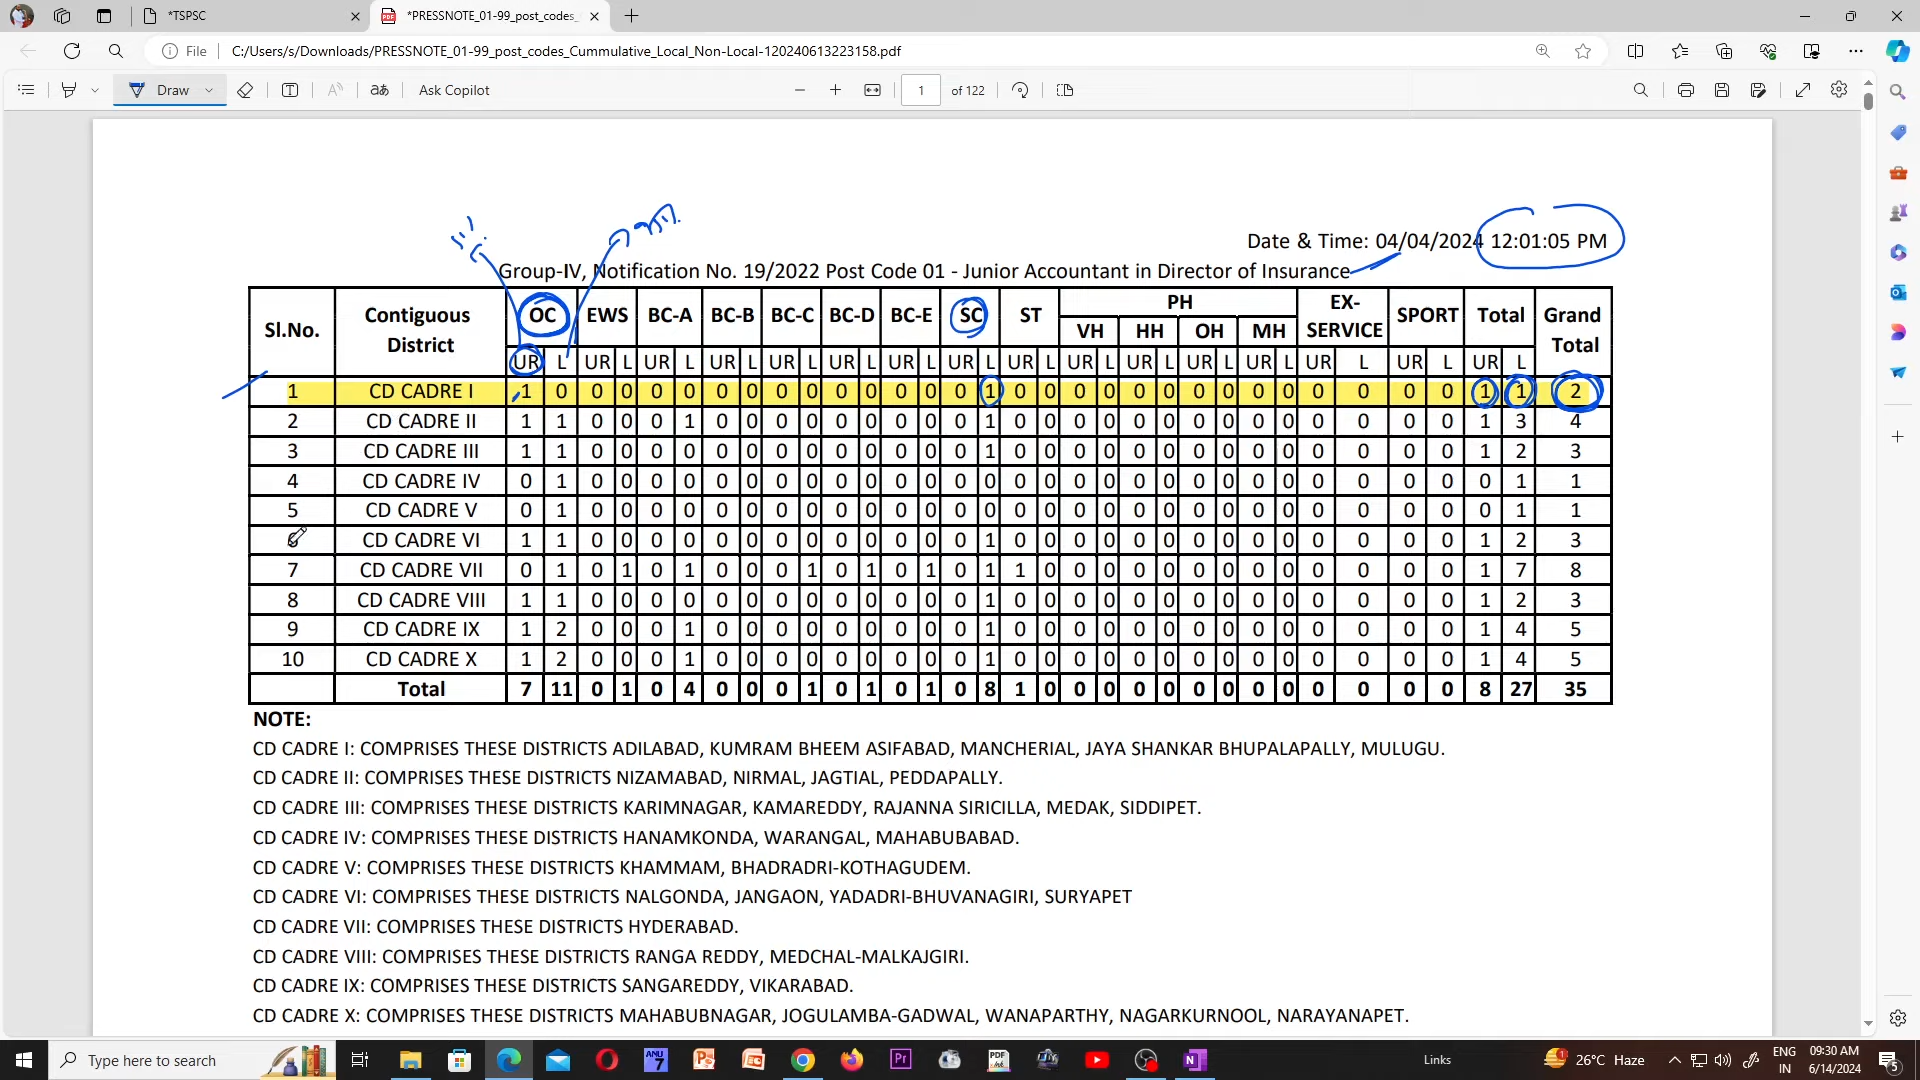 *TSPSC
*PRESSNOTE_01-99_post_codes_
File C:/Users/s/Downloads/PRESSNOTE_01-99_post_codes_Cummulative_Local_Non-Local-120240613223158.pdf
Draw aあ Ask Copilot 1 of 122
Date & Time: 04/04/2024 12:01:05 PM
Group-IV, Notification No. 19/2022 Post Code 01 - Junior Accountant in Director of Insurance
Sl.No. Contiguous District OC EWS BC-A BC-B BC-C BC-D BC-E SC ST PH EX-SERVICE SPORT Total Grand Total
VH HH OH MH
UR L UR L UR L UR L UR L UR L UR L UR L UR L UR L UR L UR L UR L UR L UR L UR L
1 CD CADRE I 1 0 0 0 0 0 0 0 0 0 0 0 0 0 0 1 0 0 0 0 0 0 0 0 0 0 0 0 0 0 1 1 2
2 CD CADRE II 1 1 0 0 0 1 0 0 0 0 0 0 0 0 0 1 0 0 0 0 0 0 0 0 0 0 0 0 0 0 1 3 4
3 CD CADRE III 1 1 0 0 0 0 0 0 0 0 0 0 0 0 0 1 0 0 0 0 0 0 0 0 0 0 0 0 0 0 1 2 3
4 CD CADRE IV 0 1 0 0 0 0 0 0 0 0 0 0 0 0 0 0 0 0 0 0 0 0 0 0 0 0 0 0 0 0 0 1 1
5 CD CADRE V 0 1 0 0 0 0 0 0 0 0 0 0 0 0 0 0 0 0 0 0 0 0 0 0 0 0 0 0 0 0 0 1 1
6 CD CADRE VI 1 1 0 0 0 0 0 0 0 0 0 0 0 0 0 1 0 0 0 0 0 0 0 0 0 0 0 0 0 0 1 2 3
7 CD CADRE VII 0 1 0 1 0 1 0 0 0 1 0 1 0 1 0 1 1 0 0 0 0 0 0 0 0 0 0 0 0 0 1 7 8
8 CD CADRE VIII 1 1 0 0 0 0 0 0 0 0 0 0 0 0 0 1 0 0 0 0 0 0 0 0 0 0 0 0 0 0 1 2 3
9 CD CADRE IX 1 2 0 0 0 1 0 0 0 0 0 0 0 0 0 1 0 0 0 0 0 0 0 0 0 0 0 0 0 0 1 4 5
10 CD CADRE X 1 2 0 0 0 1 0 0 0 0 0 0 0 0 0 1 0 0 0 0 0 0 0 0 0 0 0 0 0 0 1 4 5
Total 7 11 0 1 0 4 0 0 0 1 0 1 0 1 0 8 1 0 0 0 0 0 0 0 0 0 0 0 0 0 8 27 35
NOTE:
CD CADRE I: COMPRISES THESE DISTRICTS ADILABAD, KUMRAM BHEEM ASIFABAD, MANCHERIAL, JAYA SHANKAR BHUPALAPALLY, MULUGU.
CD CADRE II: COMPRISES THESE DISTRICTS NIZAMABAD, NIRMAL, JAGTIAL, PEDDAPALLY.
CD CADRE III: COMPRISES THESE DISTRICTS KARIMNAGAR, KAMAREDDY, RAJANNA SIRICILLA, MEDAK, SIDDIPET.
CD CADRE IV: COMPRISES THESE DISTRICTS HANAMKONDA, WARANGAL, MAHABUBABAD.
CD CADRE V: COMPRISES THESE DISTRICTS KHAMMAM, BHADRADRI-KOTHAGUDEM.
CD CADRE VI: COMPRISES THESE DISTRICTS NALGONDA, JANGAON, YADADRI-BHUVANAGIRI, SURYAPET
CD CADRE VII: COMPRISES THESE DISTRICTS HYDERABAD.
CD CADRE VIII: COMPRISES THESE DISTRICTS RANGA REDDY, MEDCHAL-MALKAJGIRI.
CD CADRE IX: COMPRISES THESE DISTRICTS SANGAREDDY, VIKARABAD.
CD CADRE X: COMPRISES THESE DISTRICTS MAHABUBNAGAR, JOGULAMBA-GADWAL, WANAPARTHY, NAGARKURNOOL, NARAYANAPET.
Type here to search Links 26°C Haze ENG IN 09:30 AM 6/14/2024 5